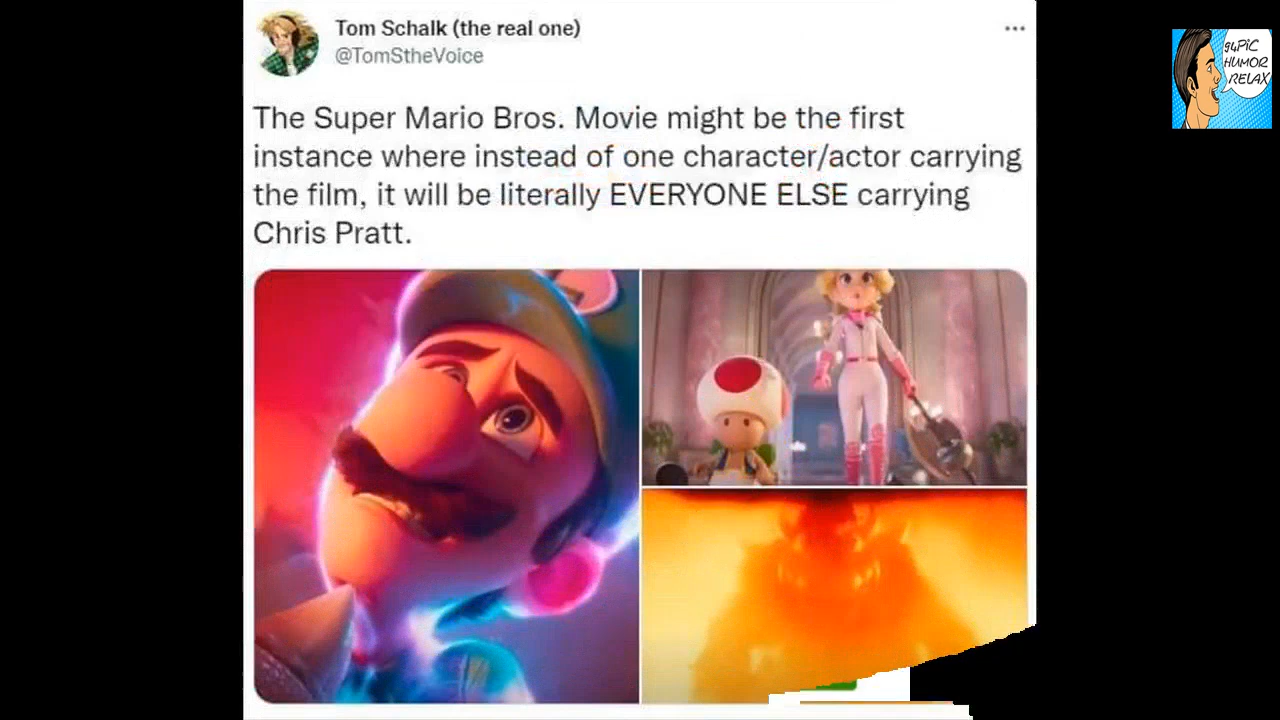 Tom Schalk (the real one)
@TomStheVoice
The Super Mario Bros. Movie might be the first
instance where instead of one character/actor carrying
the film, it will be literally EVERYONE ELSE carrying
Chris Pratt.
94PIC
HUMOR
RELAX